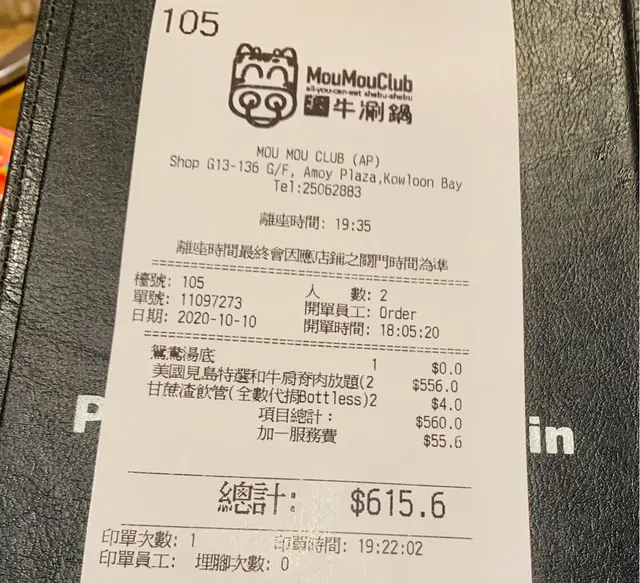 105
MouMouClub
all-you-can-eat shabu-shabu
牛涮鍋
MOU MOU CLUB (AP)
Shop G13-136 G/F, Amoy Plaza,Kowloon Bay
Tel:25062883
離座時間: 19:35
離座時間最終會因應店鋪之關門時間為準
檯號: 105 人 數: 2
單號: 11097273 開單員工: Order
日期: 2020-10-10 開單時間: 18:05:20
鴛鴦湯底 1 $0.0
美國見島特選和牛肩脊肉放題(2 $556.0
甘蔗渣飲管(全數代捐Bottless)2 $4.0
項目總計: $560.0
加一服務費 $55.6
總計: $615.6
印單次數: 1 印單時間: 19:22:02
印單員工: 埋腳次數: 0
P
in